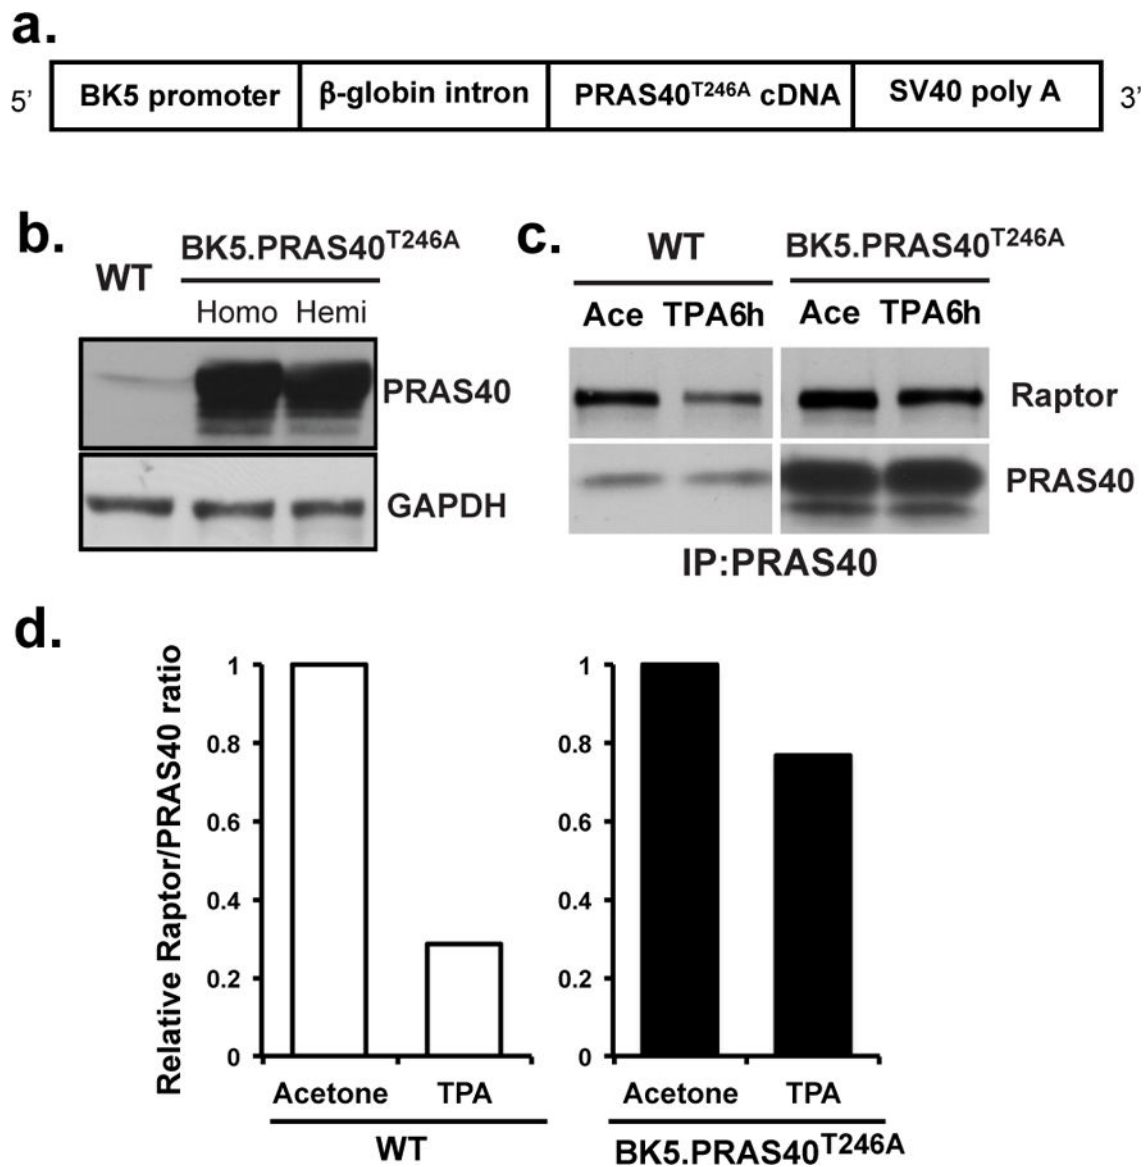 a.
5' BK5 promoter β-globin intron PRAS40T246A cDNA SV40 poly A 3'
b.
WT BK5.PRAS40T246A
Homo Hemi
PRAS40
GAPDH
c.
WT BK5.PRAS40T246A
Ace TPA6h Ace TPA6h
Raptor
PRAS40
IP:PRAS40
d.
Relative Raptor/PRAS40 ratio
1
0.8
0.6
0.4
0.2
0
Acetone TPA
WT
1
0.8
0.6
0.4
0.2
0
Acetone TPA
BK5.PRAS40T246A